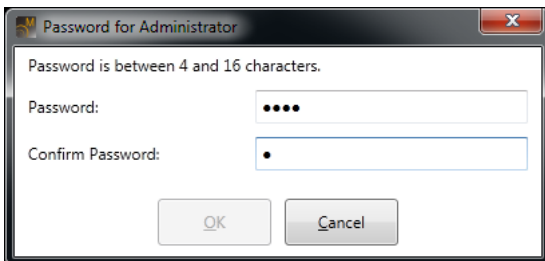 Password for Administrator
Password is between 4 and 16 characters.
Password: ••••
Confirm Password: •
OK Cancel